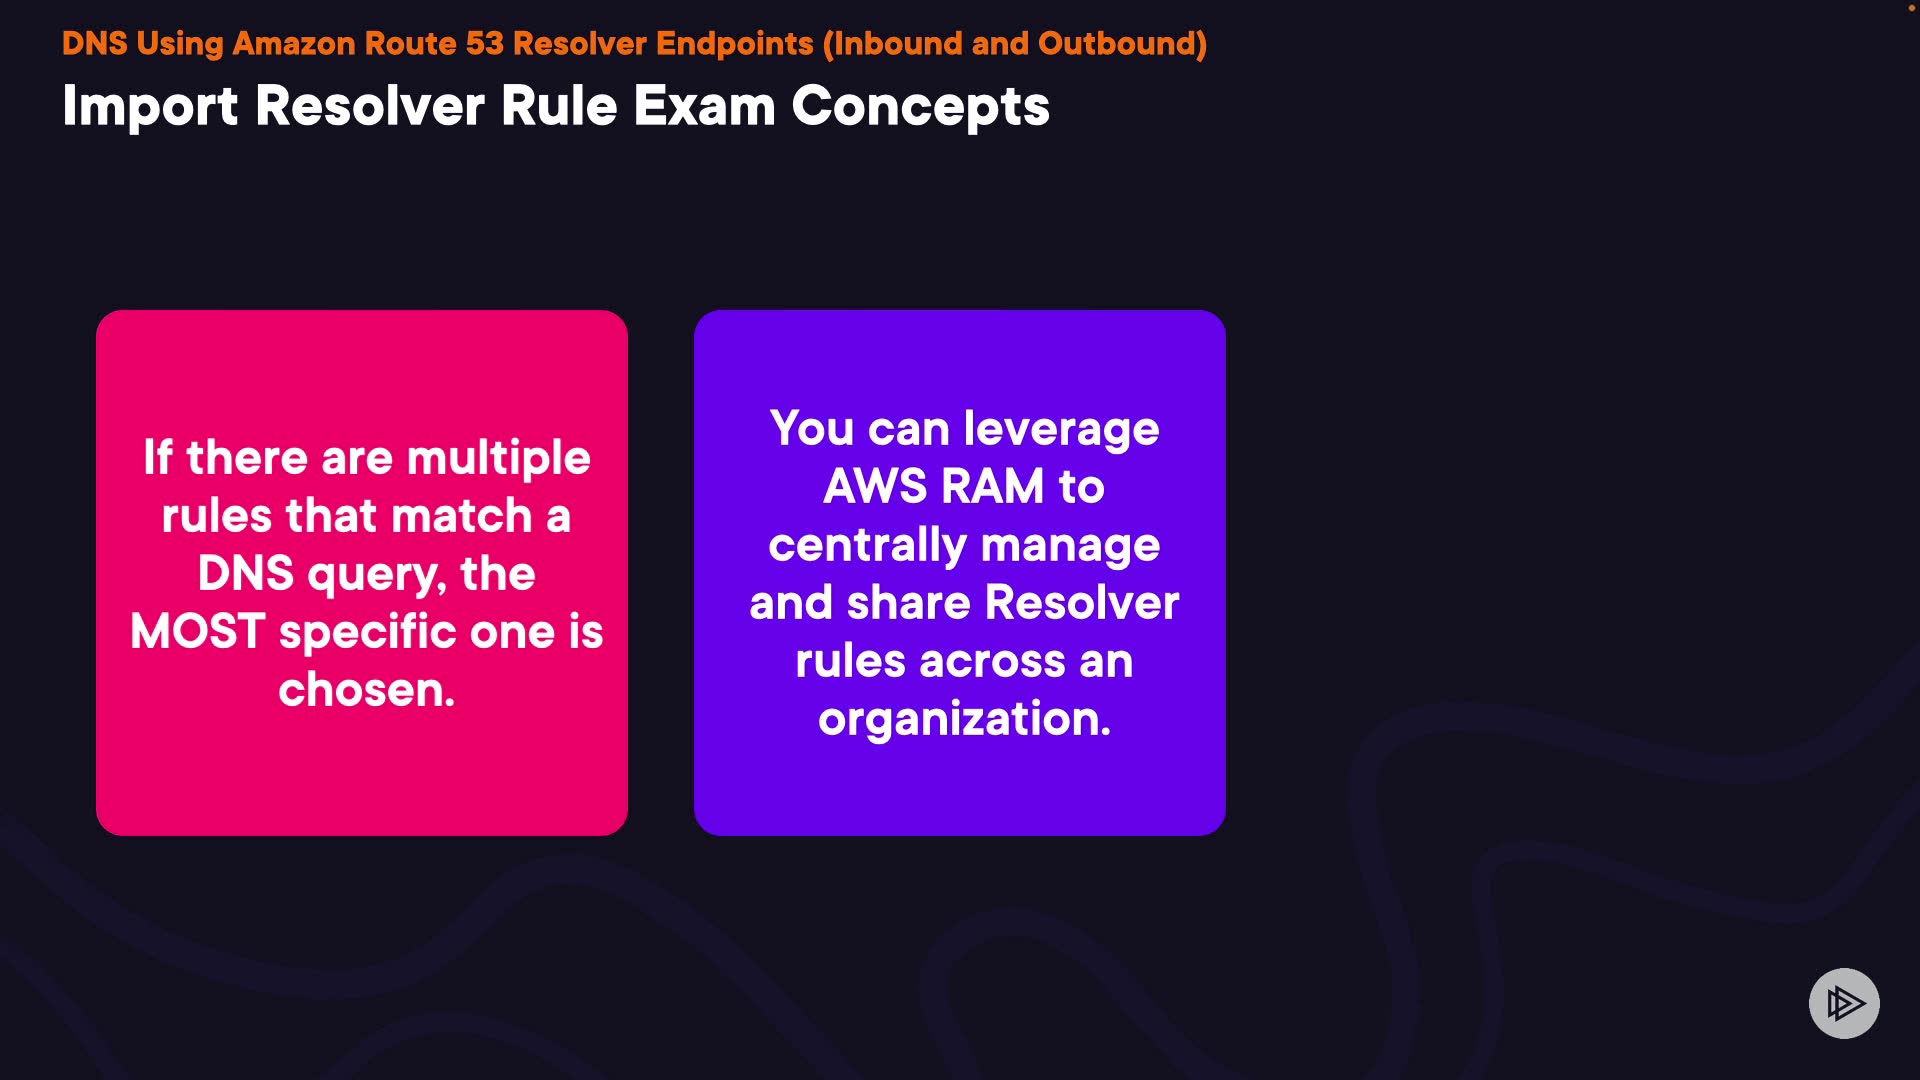 DNS Using Amazon Route 53 Resolver Endpoints (Inbound and Outbound)
Import Resolver Rule Exam Concepts
If there are multiple
rules that match a
DNS query, the
MOST specific one is
chosen.
You can leverage
AWS RAM to
centrally manage
and share Resolver
rules across an
organization.